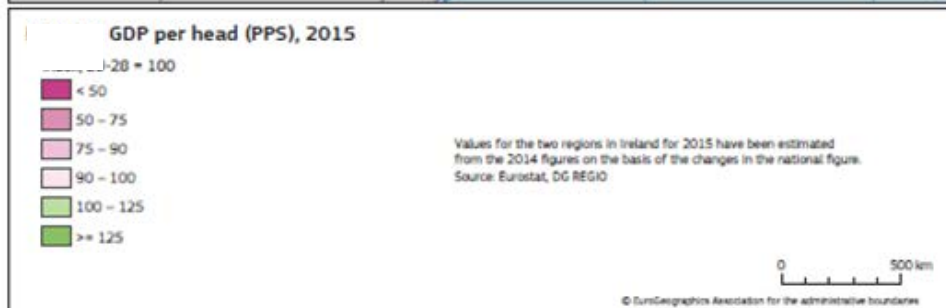 GDP per head (PPS), 2015
-28 = 100
< 50
50 – 75
75 – 90
90 – 100
100 – 125
>= 125
Values for the two regions in Ireland for 2015 have been estimated
from the 2014 figures on the basis of the changes in the national figure.
Source: Eurostat, DG REGIO
0 500 km
© EuroGeographics Association for the administrative boundaries